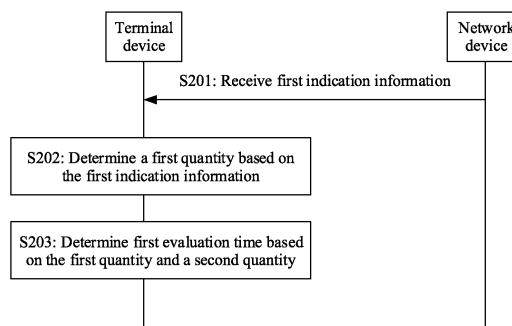 Terminal
device
Network
device
S201: Receive first indication information
S202: Determine a first quantity based on
the first indication information
S203: Determine first evaluation time based
on the first quantity and a second quantity